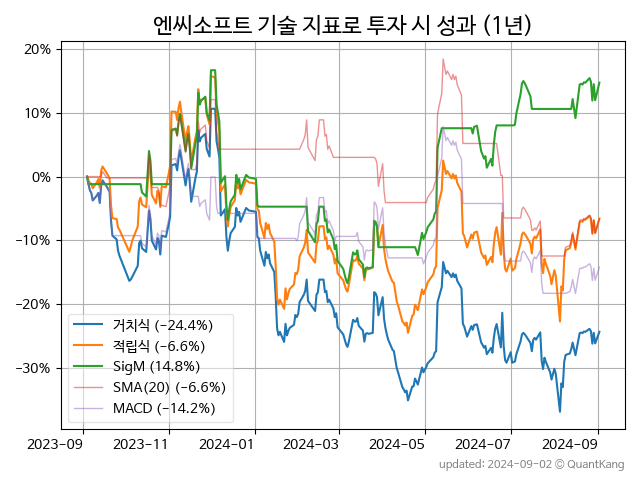 엔씨소프트 기술 지표로 투자 시 성과 (1년)
20%
10%
0%
−10%
−20%
−30%
거치식 (−24.4%)
적립식 (−6.6%)
SigM (14.8%)
SMA(20) (−6.6%)
MACD (−14.2%)
2023-09 2023-11 2024-01 2024-03 2024-05 2024-07 2024-09
updated: 2024-09-02 © QuantKang